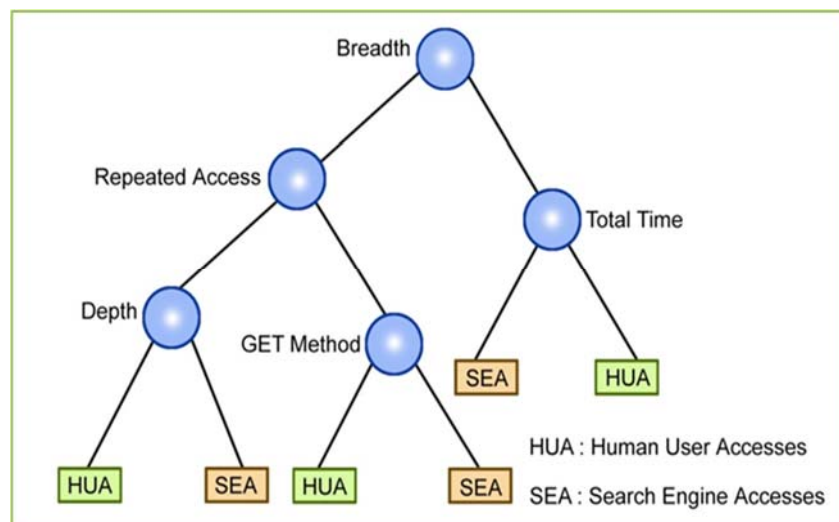 Breadth
Repeated Access
Total Time
Depth
GET Method
SEA
HUA
HUA : Human User Accesses
HUA
SEA
HUA
SEA
SEA : Search Engine Accesses